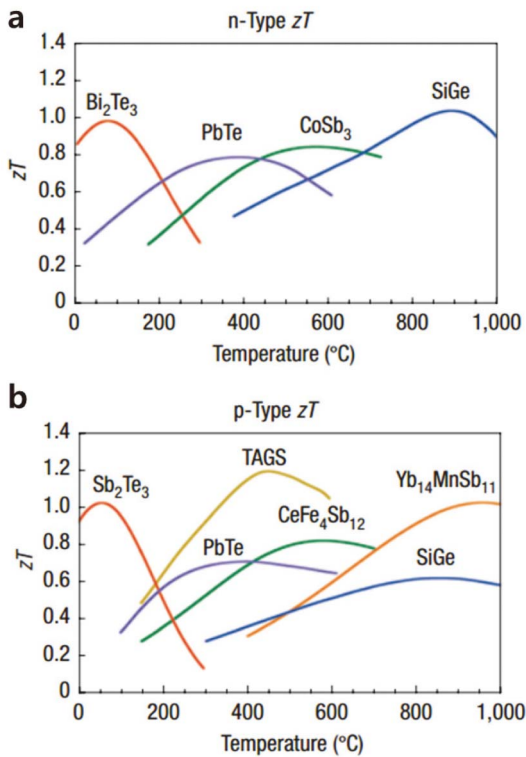 a
n-Type zT
1.4
1.2
1.0
0.8
0.6
0.4
0.2
0
zT
Bi₂Te₃
PbTe
CoSb₃
SiGe
0 200 400 600 800 1,000
Temperature (°C)
b
p-Type zT
1.4
1.2
1.0
0.8
0.6
0.4
0.2
0
zT
Sb₂Te₃
TAGS
PbTe
CeFe₄Sb₁₂
Yb₁₄MnSb₁₁
SiGe
0 200 400 600 800 1,000
Temperature (°C)